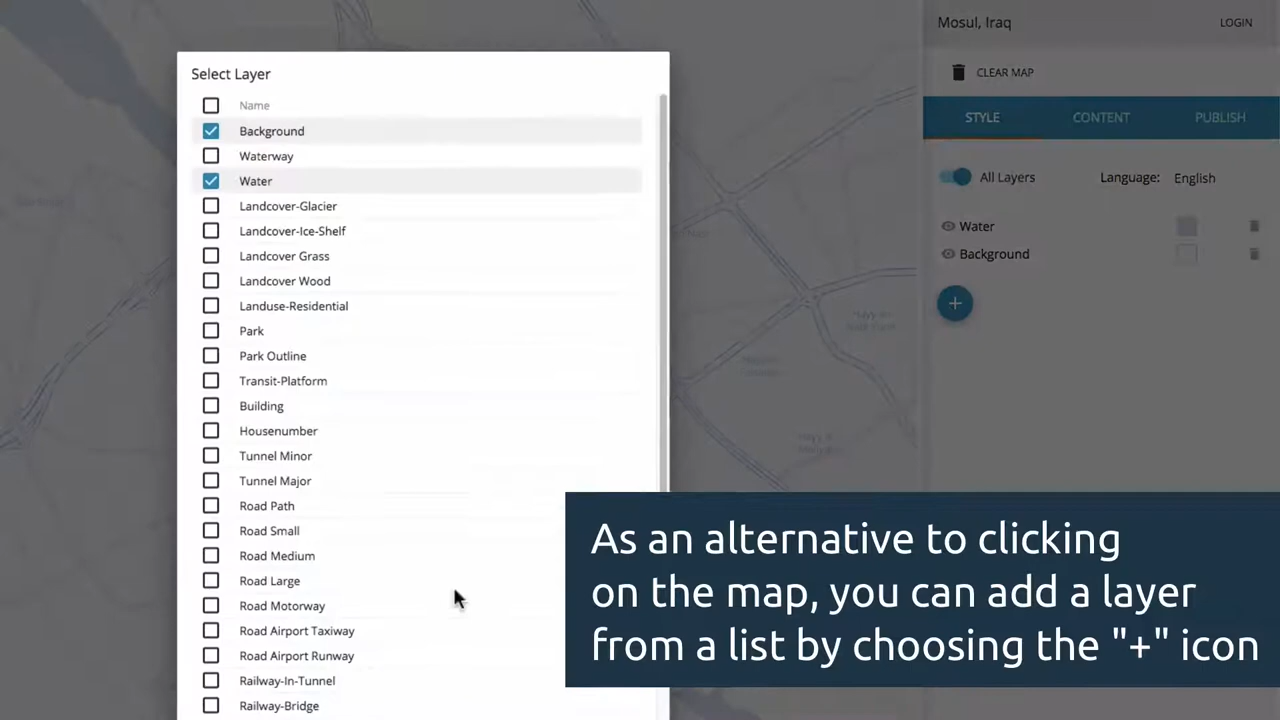 Select Layer
Name
Background
Waterway
Water
Landcover-Glacier
Landcover-Ice-Shelf
Landcover Grass
Landcover Wood
Landuse-Residential
Park
Park Outline
Transit-Platform
Building
Housenumber
Tunnel Minor
Tunnel Major
Road Path
Road Small
Road Medium
Road Large
Road Motorway
Road Airport Taxiway
Road Airport Runway
Railway-In-Tunnel
Railway-Bridge
Mosul, Iraq
LOGIN
CLEAR MAP
STYLE CONTENT PUBLISH
All Layers Language: English
Water
Background
As an alternative to clicking
on the map, you can add a layer
from a list by choosing the "+" icon